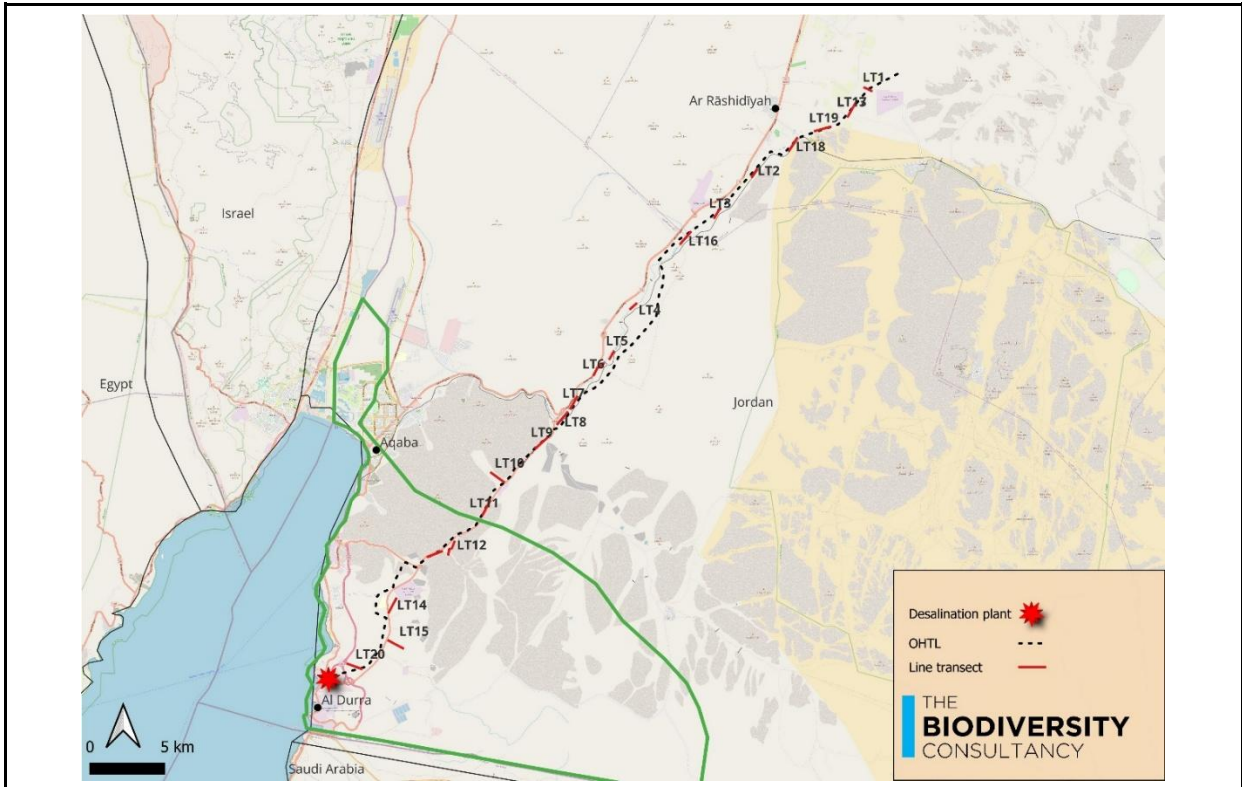 LT1
Ar Rāshidīyah
LT13
LT19
LT18
LT2
LT3
Israel
LT16
LT4
LT5
LT6
Egypt
Jordan
LT7
LT8
LT9
Aqaba
LT10
LT11
LT12
LT14
LT15
LT20
Al Durra
0 5 km
Saudi Arabia
Desalination plant
OHTL
Line transect
THE
BIODIVERSITY
CONSULTANCY